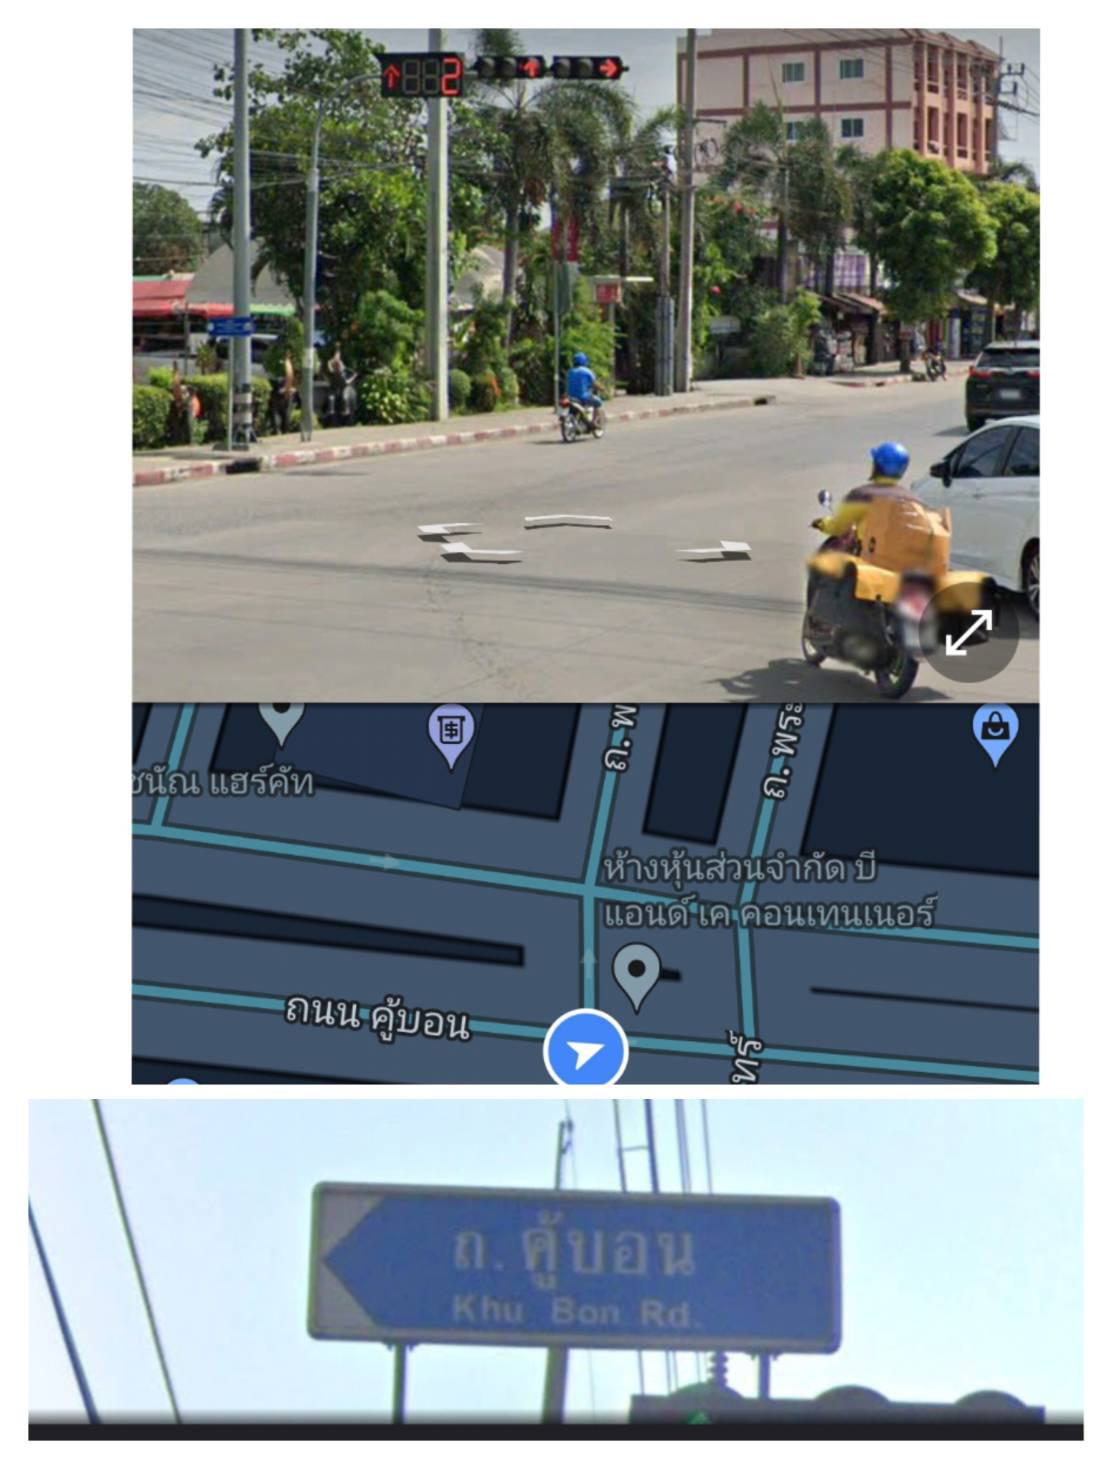 2
ชนัณ แฮร์คัท
ถ. พ
ถ. พระ
ห้างหุ้นส่วนจำกัด บี
แอนด์ เค คอนเทนเนอร์
ถนน คู้บอน
ทร์
ถ. คู้บอน
Khu Bon Rd.